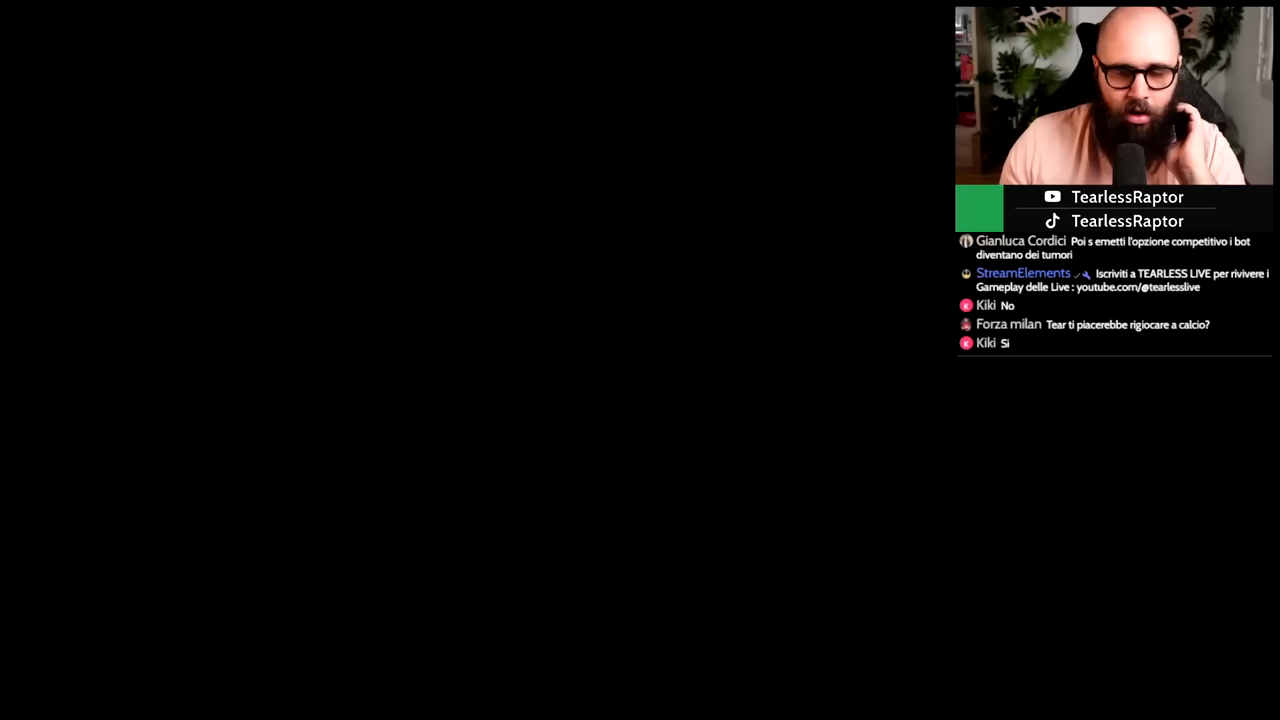 TearlessRaptor
TearlessRaptor
Gianluca Cordici Poi s emetti l'opzione competitivo i bot
diventano dei tumori
StreamElements Iscriviti a TEARLESS LIVE per rivivere i
Gameplay delle Live : youtube.com/@tearlesslive
K Kiki No
Forza milan Tear ti piacerebbe rigiocare a calcio?
K Kiki Si